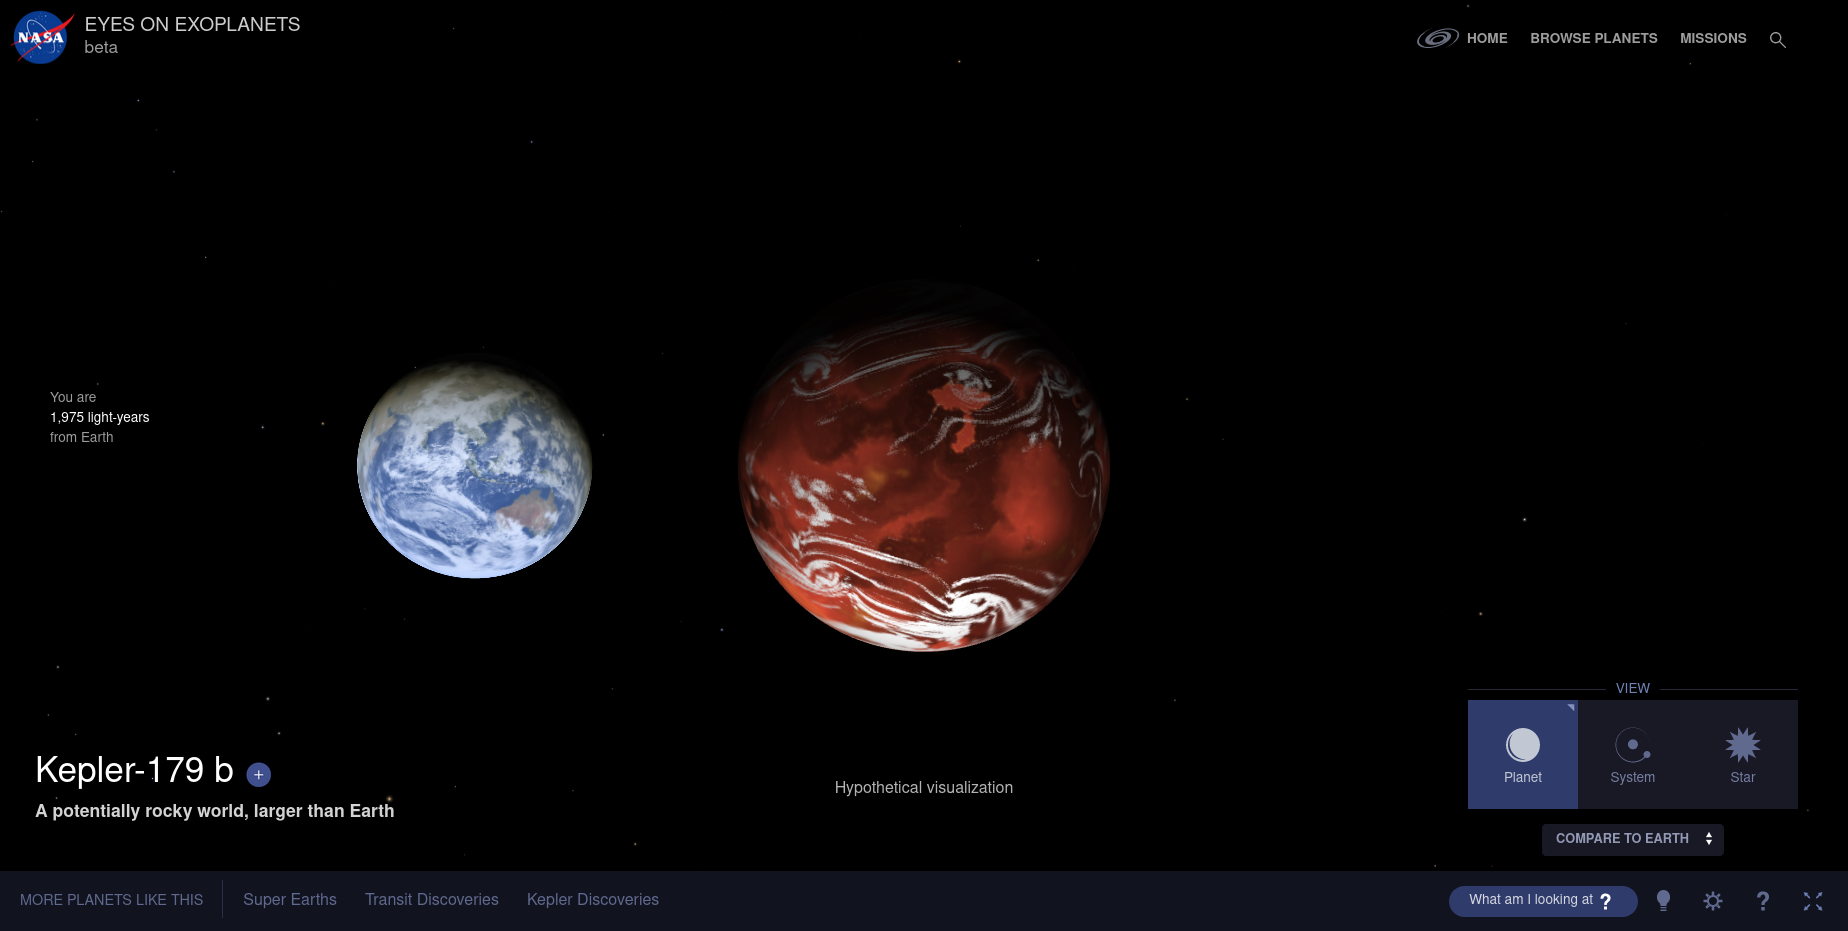 NASA
EYES ON EXOPLANETS
beta
HOME
BROWSE PLANETS
MISSIONS
You are
1,975 light-years
from Earth
Kepler-179 b +
A potentially rocky world, larger than Earth
Hypothetical visualization
VIEW
Planet
System
Star
COMPARE TO EARTH
MORE PLANETS LIKE THIS
Super Earths
Transit Discoveries
Kepler Discoveries
What am I looking at ?
?